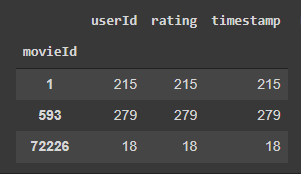 userId rating timestamp
movieId
1 215 215 215
593 279 279 279
72226 18 18 18